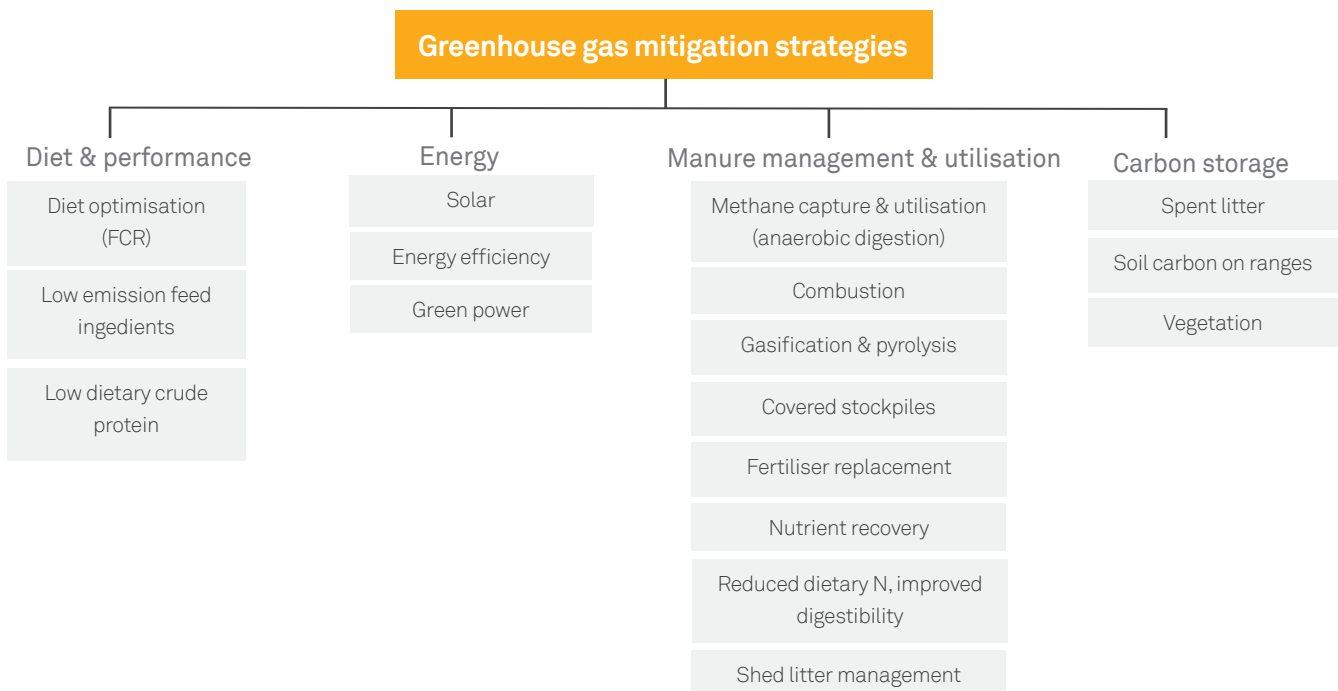 Greenhouse gas mitigation strategies
Diet & performance
Diet optimisation
(FCR)
Low emission feed
ingedients
Low dietary crude
protein
Energy
Solar
Energy efficiency
Green power
Manure management & utilisation
Methane capture & utilisation
(anaerobic digestion)
Combustion
Gasification & pyrolysis
Covered stockpiles
Fertiliser replacement
Nutrient recovery
Reduced dietary N, improved
digestibility
Shed litter management
Carbon storage
Spent litter
Soil carbon on ranges
Vegetation